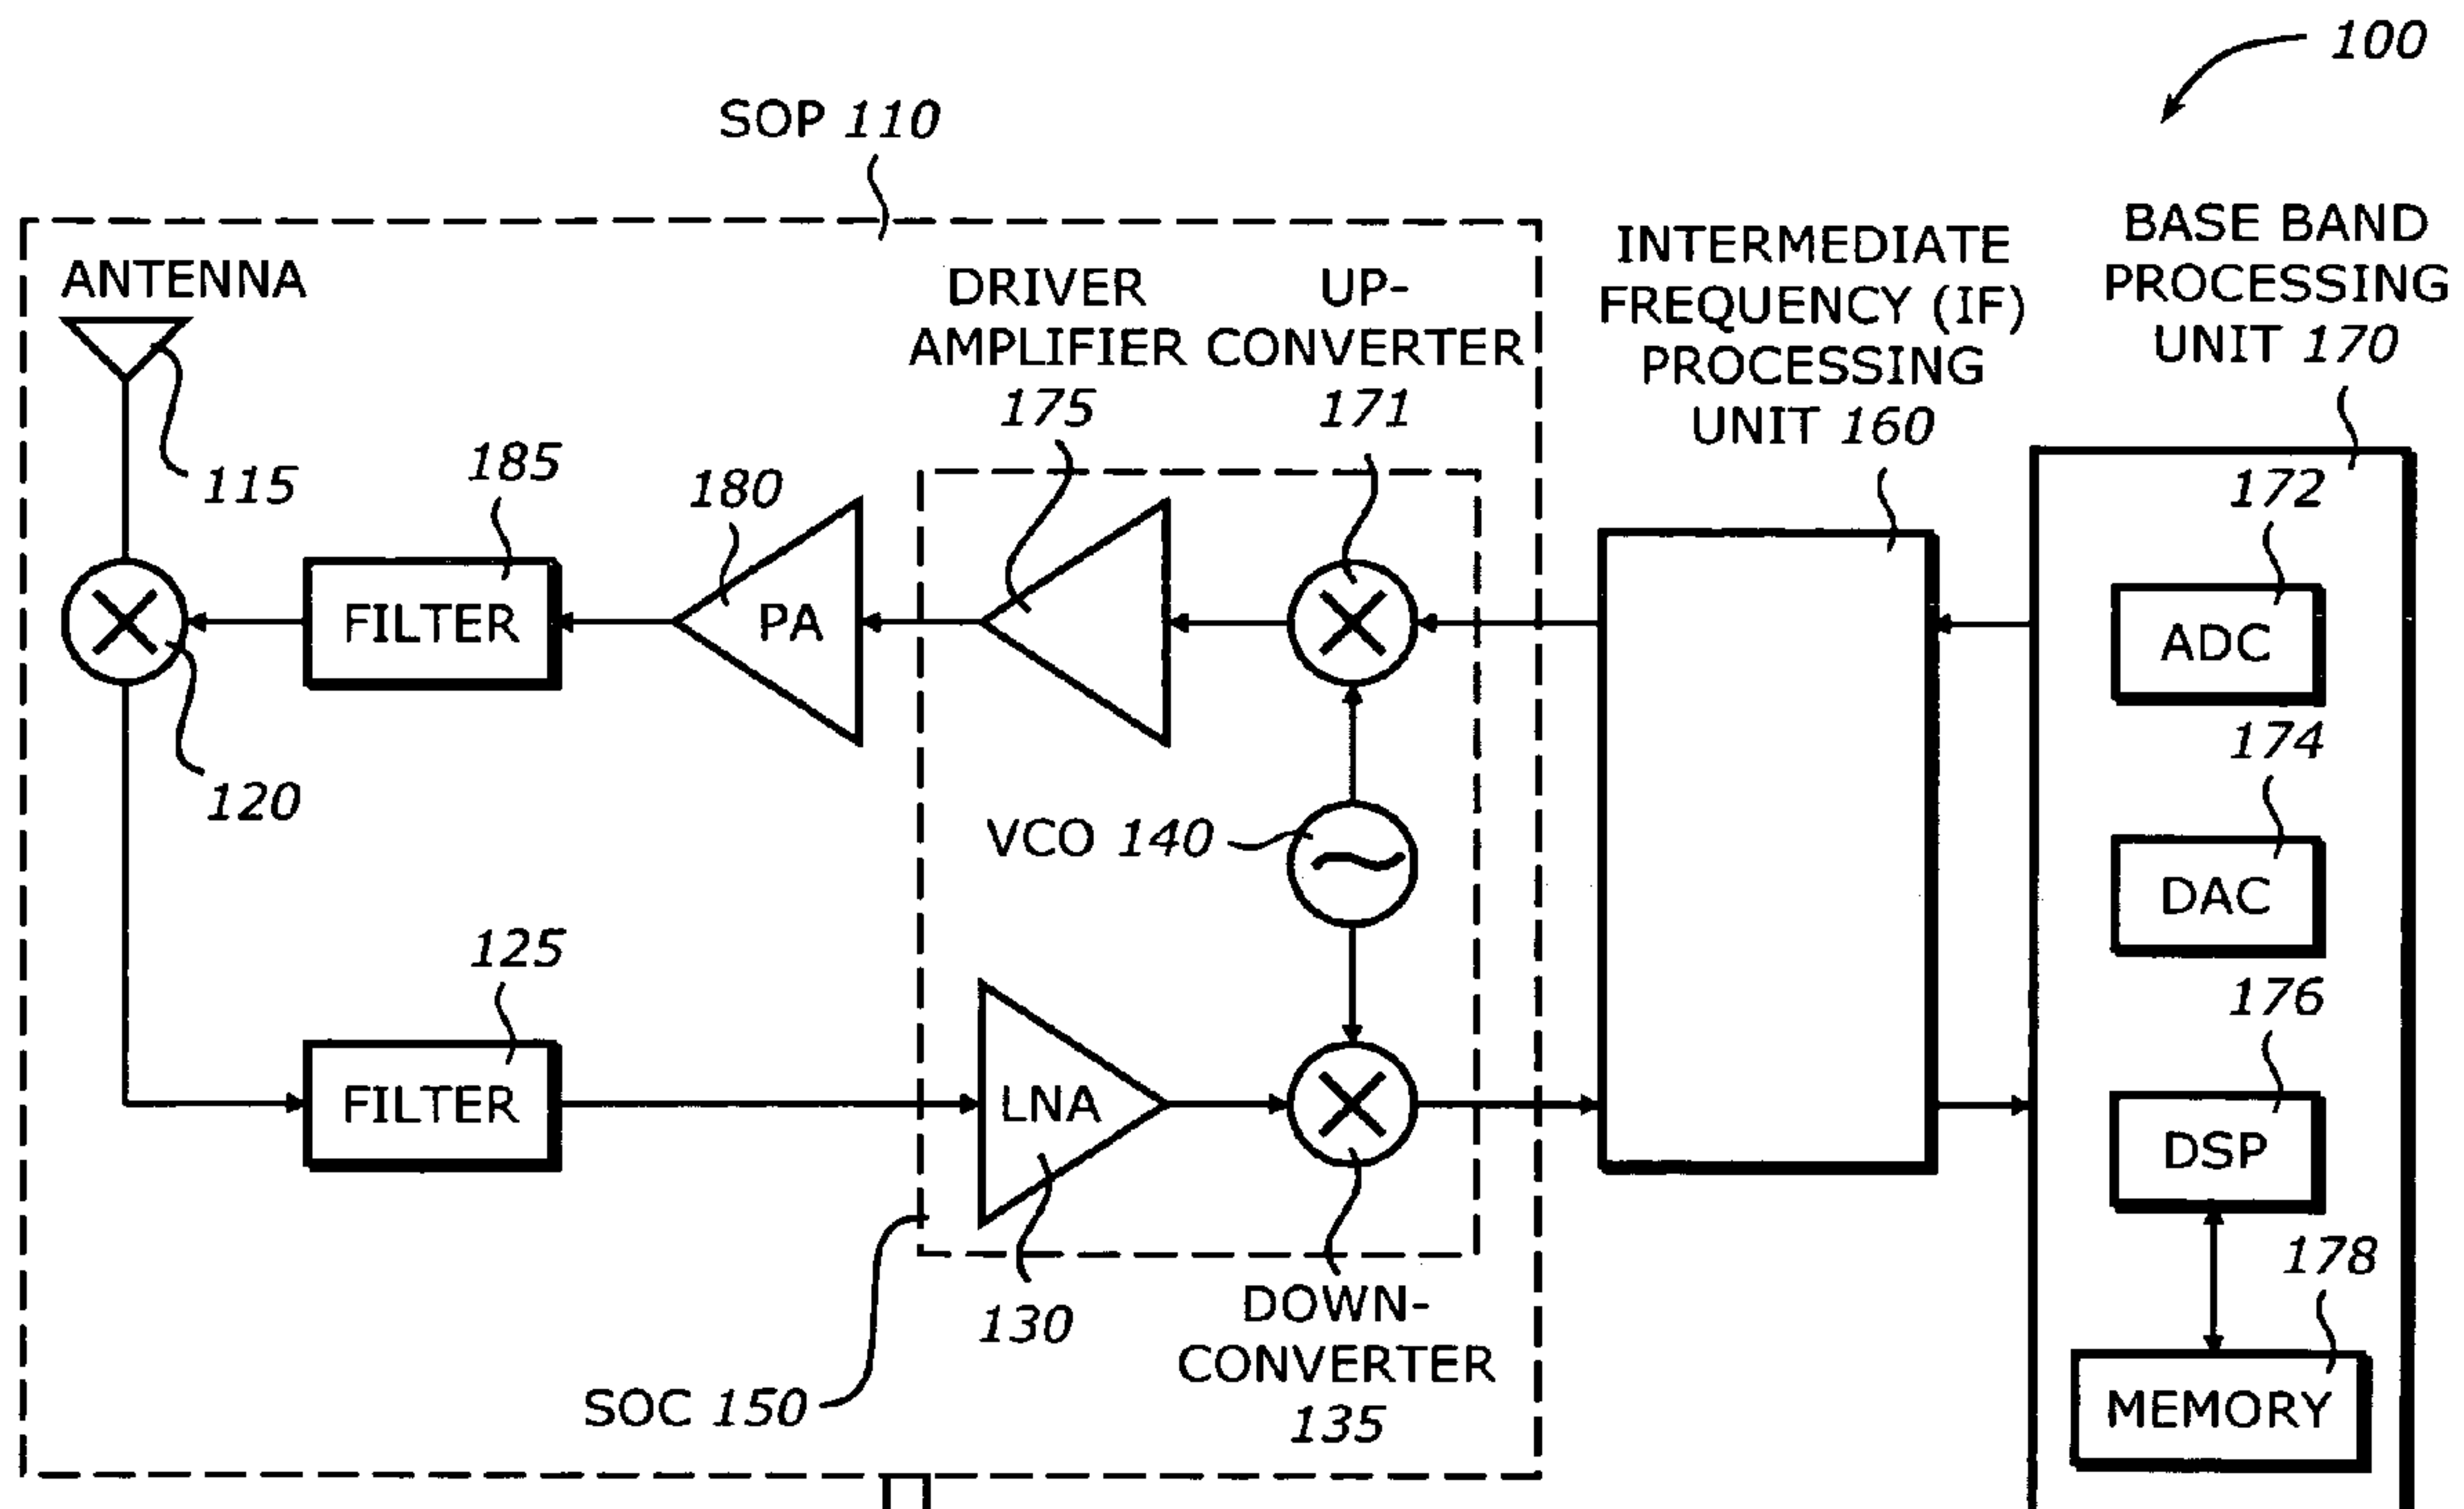 100
SOP 110
ANTENNA
DRIVER
AMPLIFIER
175
UP-
CONVERTER
171
INTERMEDIATE
FREQUENCY (IF)
PROCESSING
UNIT 160
BASE BAND
PROCESSING
UNIT 170
115
185
180
172
FILTER
PA
ADC
120
174
VCO 140
DAC
125
176
FILTER
LNA
DSP
130
178
DOWN-
CONVERTER
135
SOC 150
MEMORY